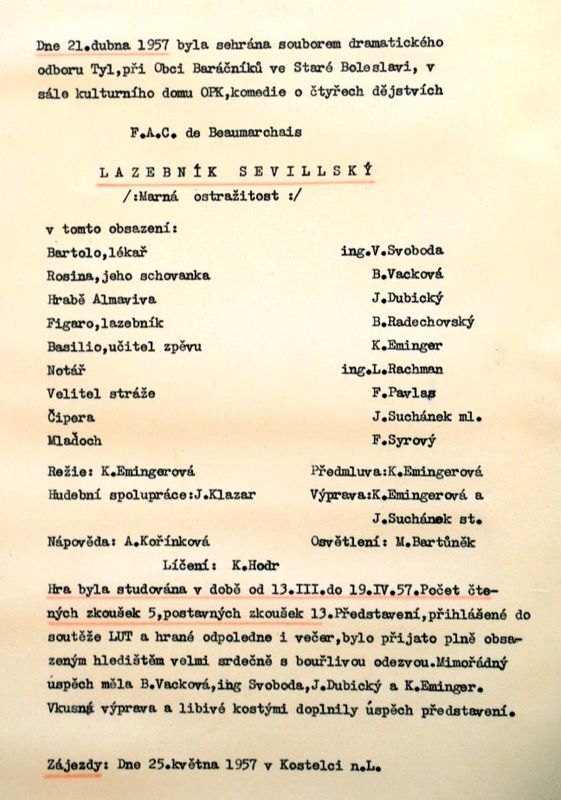 Dne 21.dubna 1957 byla sehrána souborem dramatického
odboru Tyl,při Obci Baráčníků ve Staré Boleslavi, v
sále kulturního domu OPK,komedie o čtyřech dějstvích
F.A.C. de Beaumarchais
LAZEBNÍK SEVILLSKÝ
/:Marná ostražitost :/
v tomto obsazení:
Bartolo,lékař ing.V.Svoboda
Rosina,jeho schovanka B.Vacková
Hrabě Almaviva J.Dubický
Figaro,lazebník B.Radechovský
Basilio,učitel zpěvu K.Eminger
Notář ing.L.Rachman
Velitel stráže F.Pavlas
Čipera J.Suchánek ml.
Mlaďoch F.Syrový
Režie: K.Emingerová Předmluva:K.Emingerová
Hudební spolupráce:J.Klazar Výprava:K.Emingerová a
J.Suchánek st.
Nápověda: A.Kořínková Osvětlení: M.Bartůněk
Líčení: K.Hodr
Hra byla studována v době od 13.III.do 19.IV.57.Počet čte-
ných zkoušek 5,postavných zkoušek 13.Představení,přihlášené do
soutěže LUT a hrané odpoledne i večer,bylo přijato plně obsa-
zeným hledištěm velmi srdečně s bouřlivou odezvou.Mimořádný
úspěch měla B.Vacková,ing Svoboda,J.Dubický a K.Eminger.
Vkusná výprava a libivé kostýmy doplnily úspěch představení.
Zájezdy: Dne 25.května 1957 v Kostelci n.L.